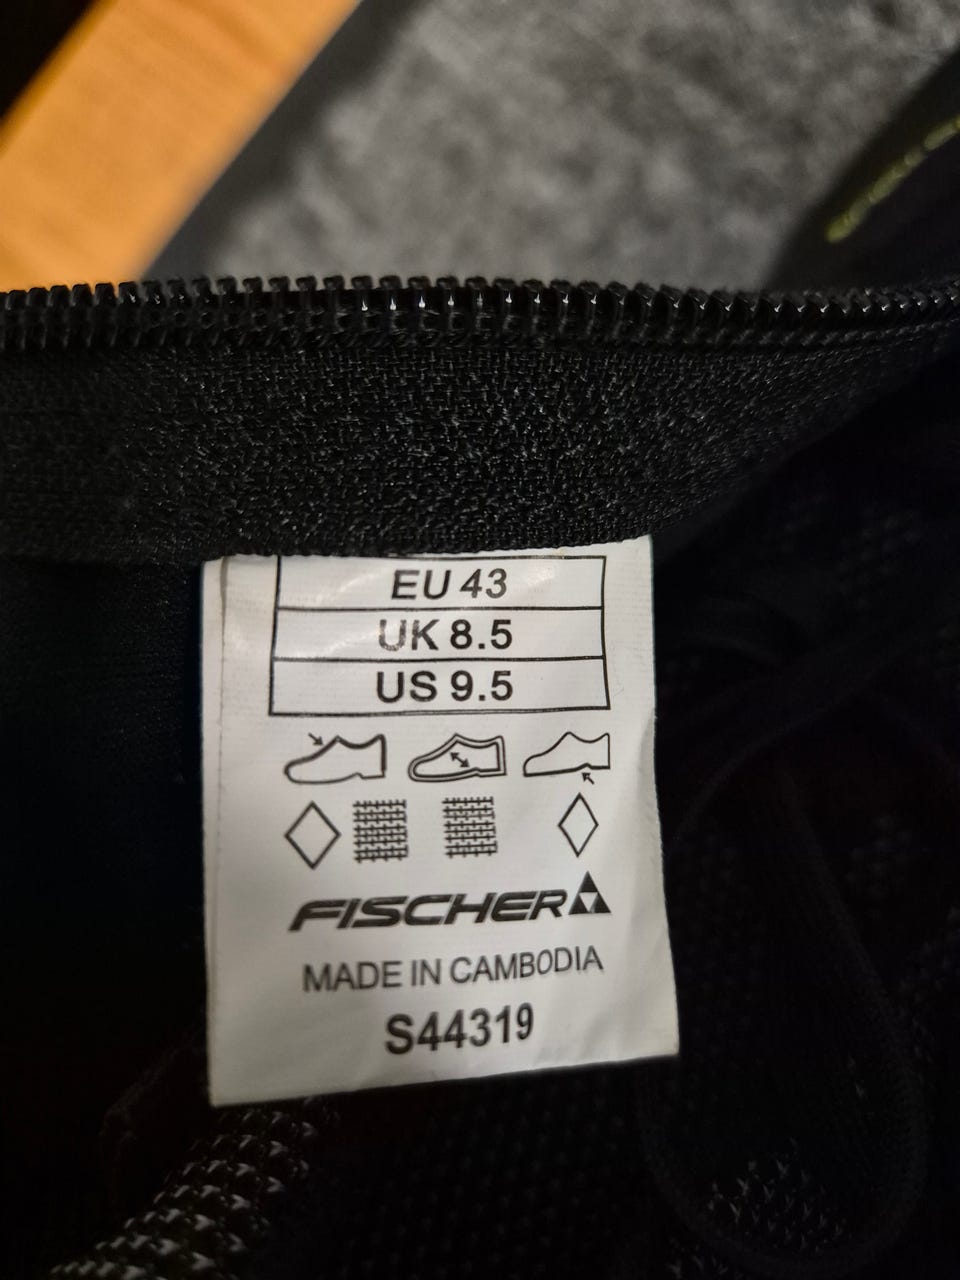 EU 43
UK 8.5
US 9.5
FISCHER
MADE IN CAMBODIA
S44319